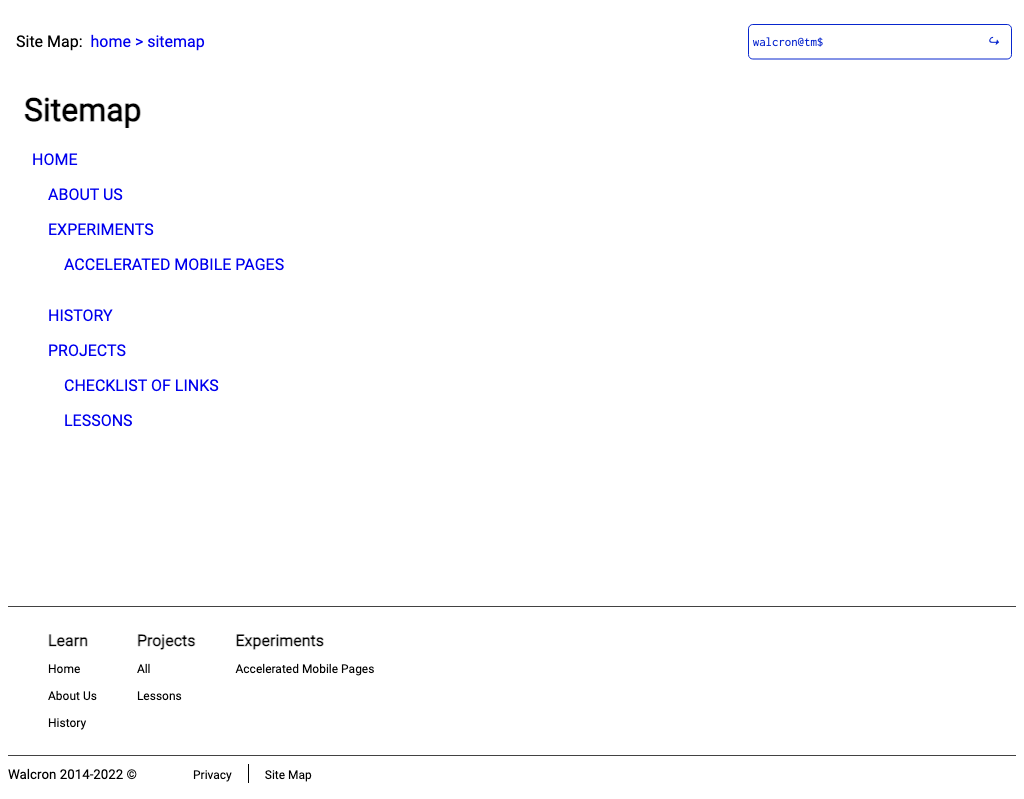 Site Map: home > sitemap
walcron@tm$ ↪
Sitemap
HOME
ABOUT US
EXPERIMENTS
ACCELERATED MOBILE PAGES
HISTORY
PROJECTS
CHECKLIST OF LINKS
LESSONS
Learn
Home
About Us
History
Projects
All
Lessons
Experiments
Accelerated Mobile Pages
Walcron 2014-2022 © Privacy Site Map